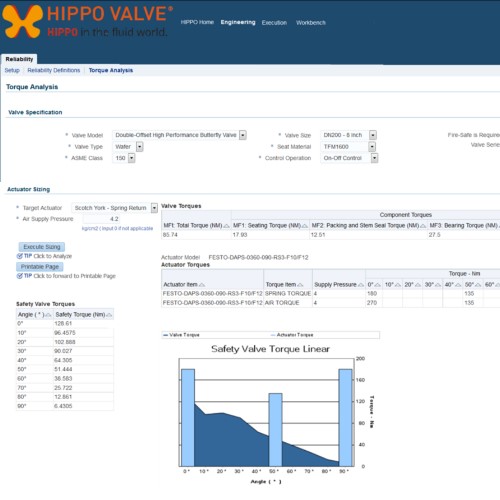 HIPPO VALVE®
HIPPO in the fluid world.
HIPPO Home Engineering Execution Workbench
Reliability
Setup | Reliability Definitions | Torque Analysis
Torque Analysis
Valve Specification
* Valve Model Double-Offset High Performance Butterfly Valve
* Valve Size DN200 - 8 inch
Fire-Safe is Require
* Valve Type Wafer
* Seat Material TFM1600
Valve Serie
* ASME Class 150
* Control Operation On-Off Control
Actuator Sizing
* Target Actuator Scotch York - Spring Return
* Air Supply Pressure 4.2
kg/cm2 | Input 0 if not applicable
Execute Sizing
TIP Click to Analyze
Printable Page
TIP Click to forward to Printable Page
Valve Torques
Component Torques
MFt: Total Torque (NM) MF1: Seating Torque (NM) MF2: Packing and Stem Seal Torque (NM) MF3: Bearing Torque (NM)
85.74 17.93 12.51 27.5
Actuator Model FESTO-DAPS-0360-090-RS3-F10/F12
Actuator Torques
Torque - Nm
Actuator Item Torque Item Supply Pressure 0° 10° 20° 30° 40° 50° 60°
FESTO-DAPS-0360-090-RS3-F10/F12 SPRING TORQUE 4 180 135
FESTO-DAPS-0360-090-RS3-F10/F12 AIR TORQUE 4 270 135
Safety Valve Torques
Angle ( ° ) Safety Torque (Nm)
0° 128.61
10° 96.4575
20° 102.888
30° 90.027
40° 64.305
50° 51.444
60° 38.583
70° 25.722
80° 12.861
90° 6.4305
Valve Torque Actuator Torque
Safety Valve Torque Linear
200
160
120
80
40
0
Torque - Nm
0 ° 10 ° 20 ° 30 ° 40 ° 50 ° 60 ° 70 ° 80 ° 90 °
Angle ( ° )